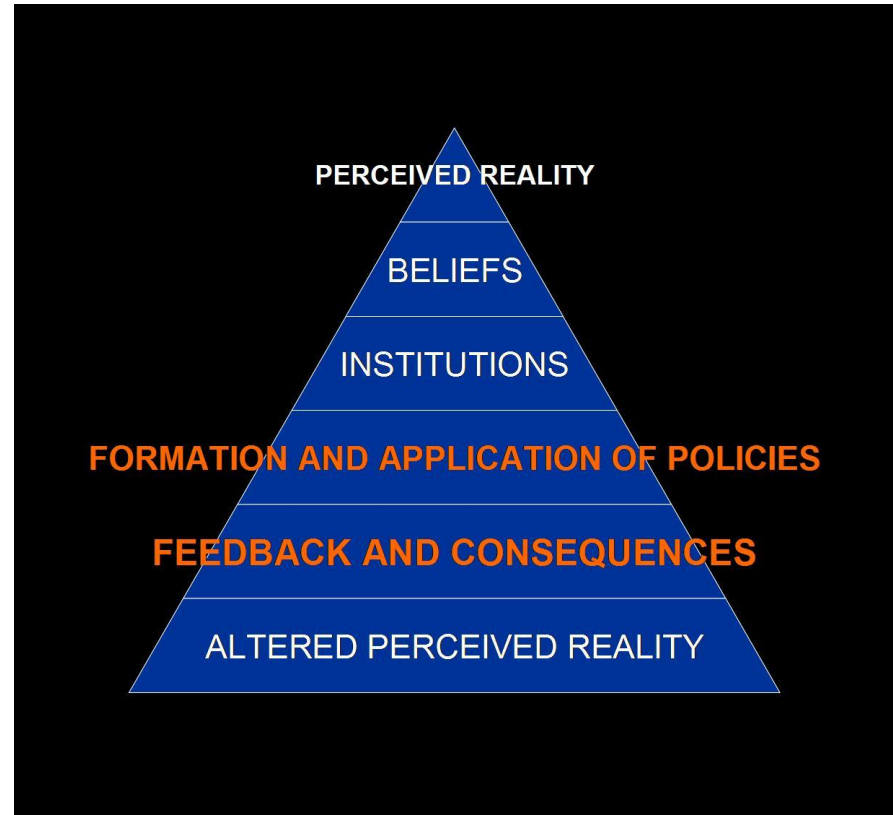 PERCEIVED REALITY
BELIEFS
INSTITUTIONS
FORMATION AND APPLICATION OF POLICIES
FEEDBACK AND CONSEQUENCES
ALTERED PERCEIVED REALITY